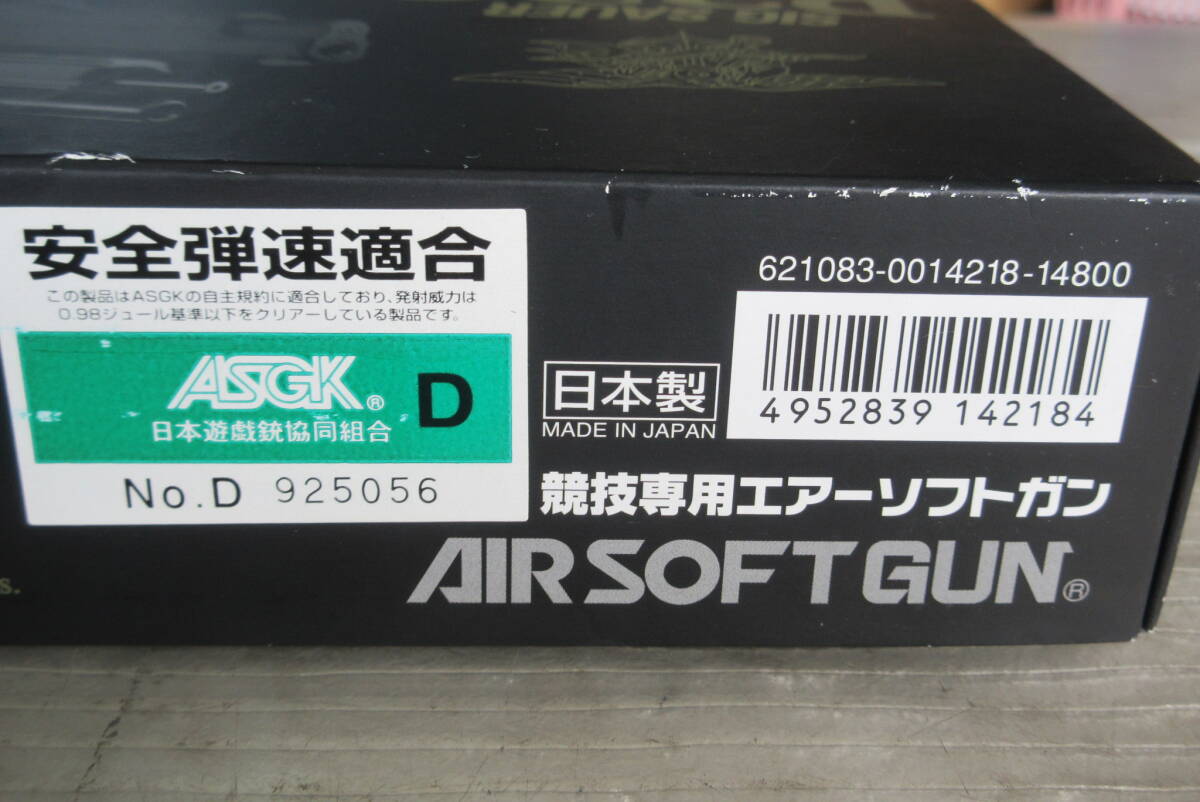 SIG SAUER
安全弾速適合
この製品はASGKの自主規約に適合しており、発射威力は
0.98ジュール基準以下をクリアーしている製品です。
ASGK® D
日本遊戯銃協同組合
No.D 925056
621083-0014218-14800
日本製
MADE IN JAPAN
4952839 142184
競技専用エアーソフトガン
AIR SOFT GUN®
s.